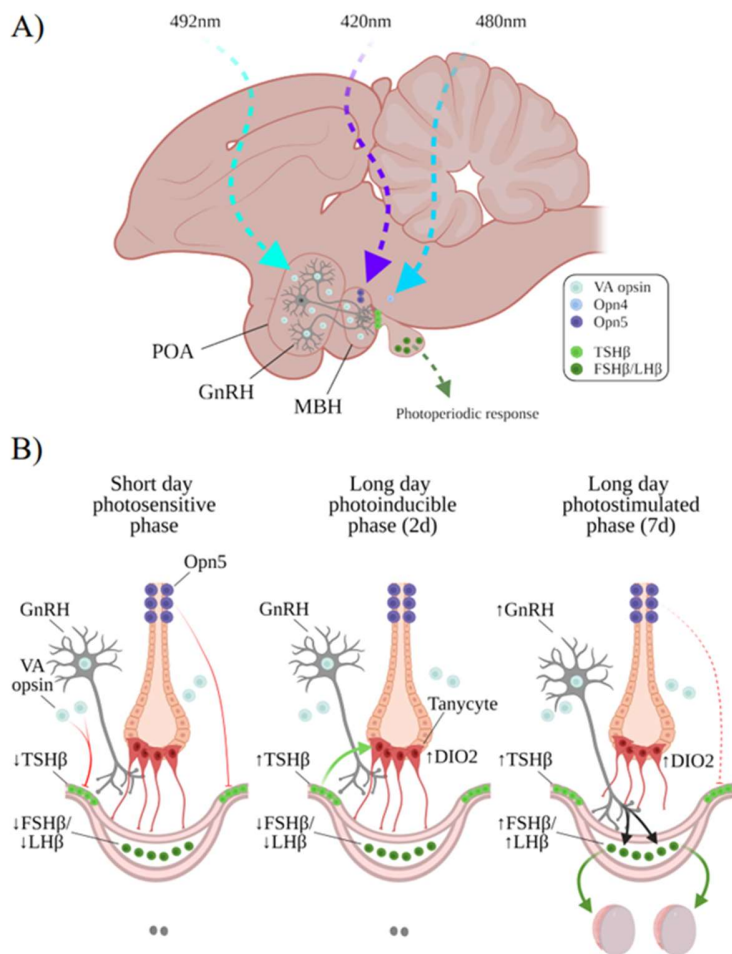 A)
492nm
420nm
480nm
VA opsin
Opn4
Opn5
TSHβ
FSHβ/LHβ
POA
GnRH
MBH
Photoperiodic response
B)
Short day
photosensitive
phase
Long day
photoinducible
phase (2d)
Long day
photostimulated
phase (7d)
Opn5
GnRH
VA
opsin
↓TSHβ
↓FSHβ/
↓LHβ
GnRH
Tanycyte
↑DIO2
↑TSHβ
↓FSHβ/
↓LHβ
↑GnRH
↑DIO2
↑TSHβ
↑FSHβ/
↑LHβ